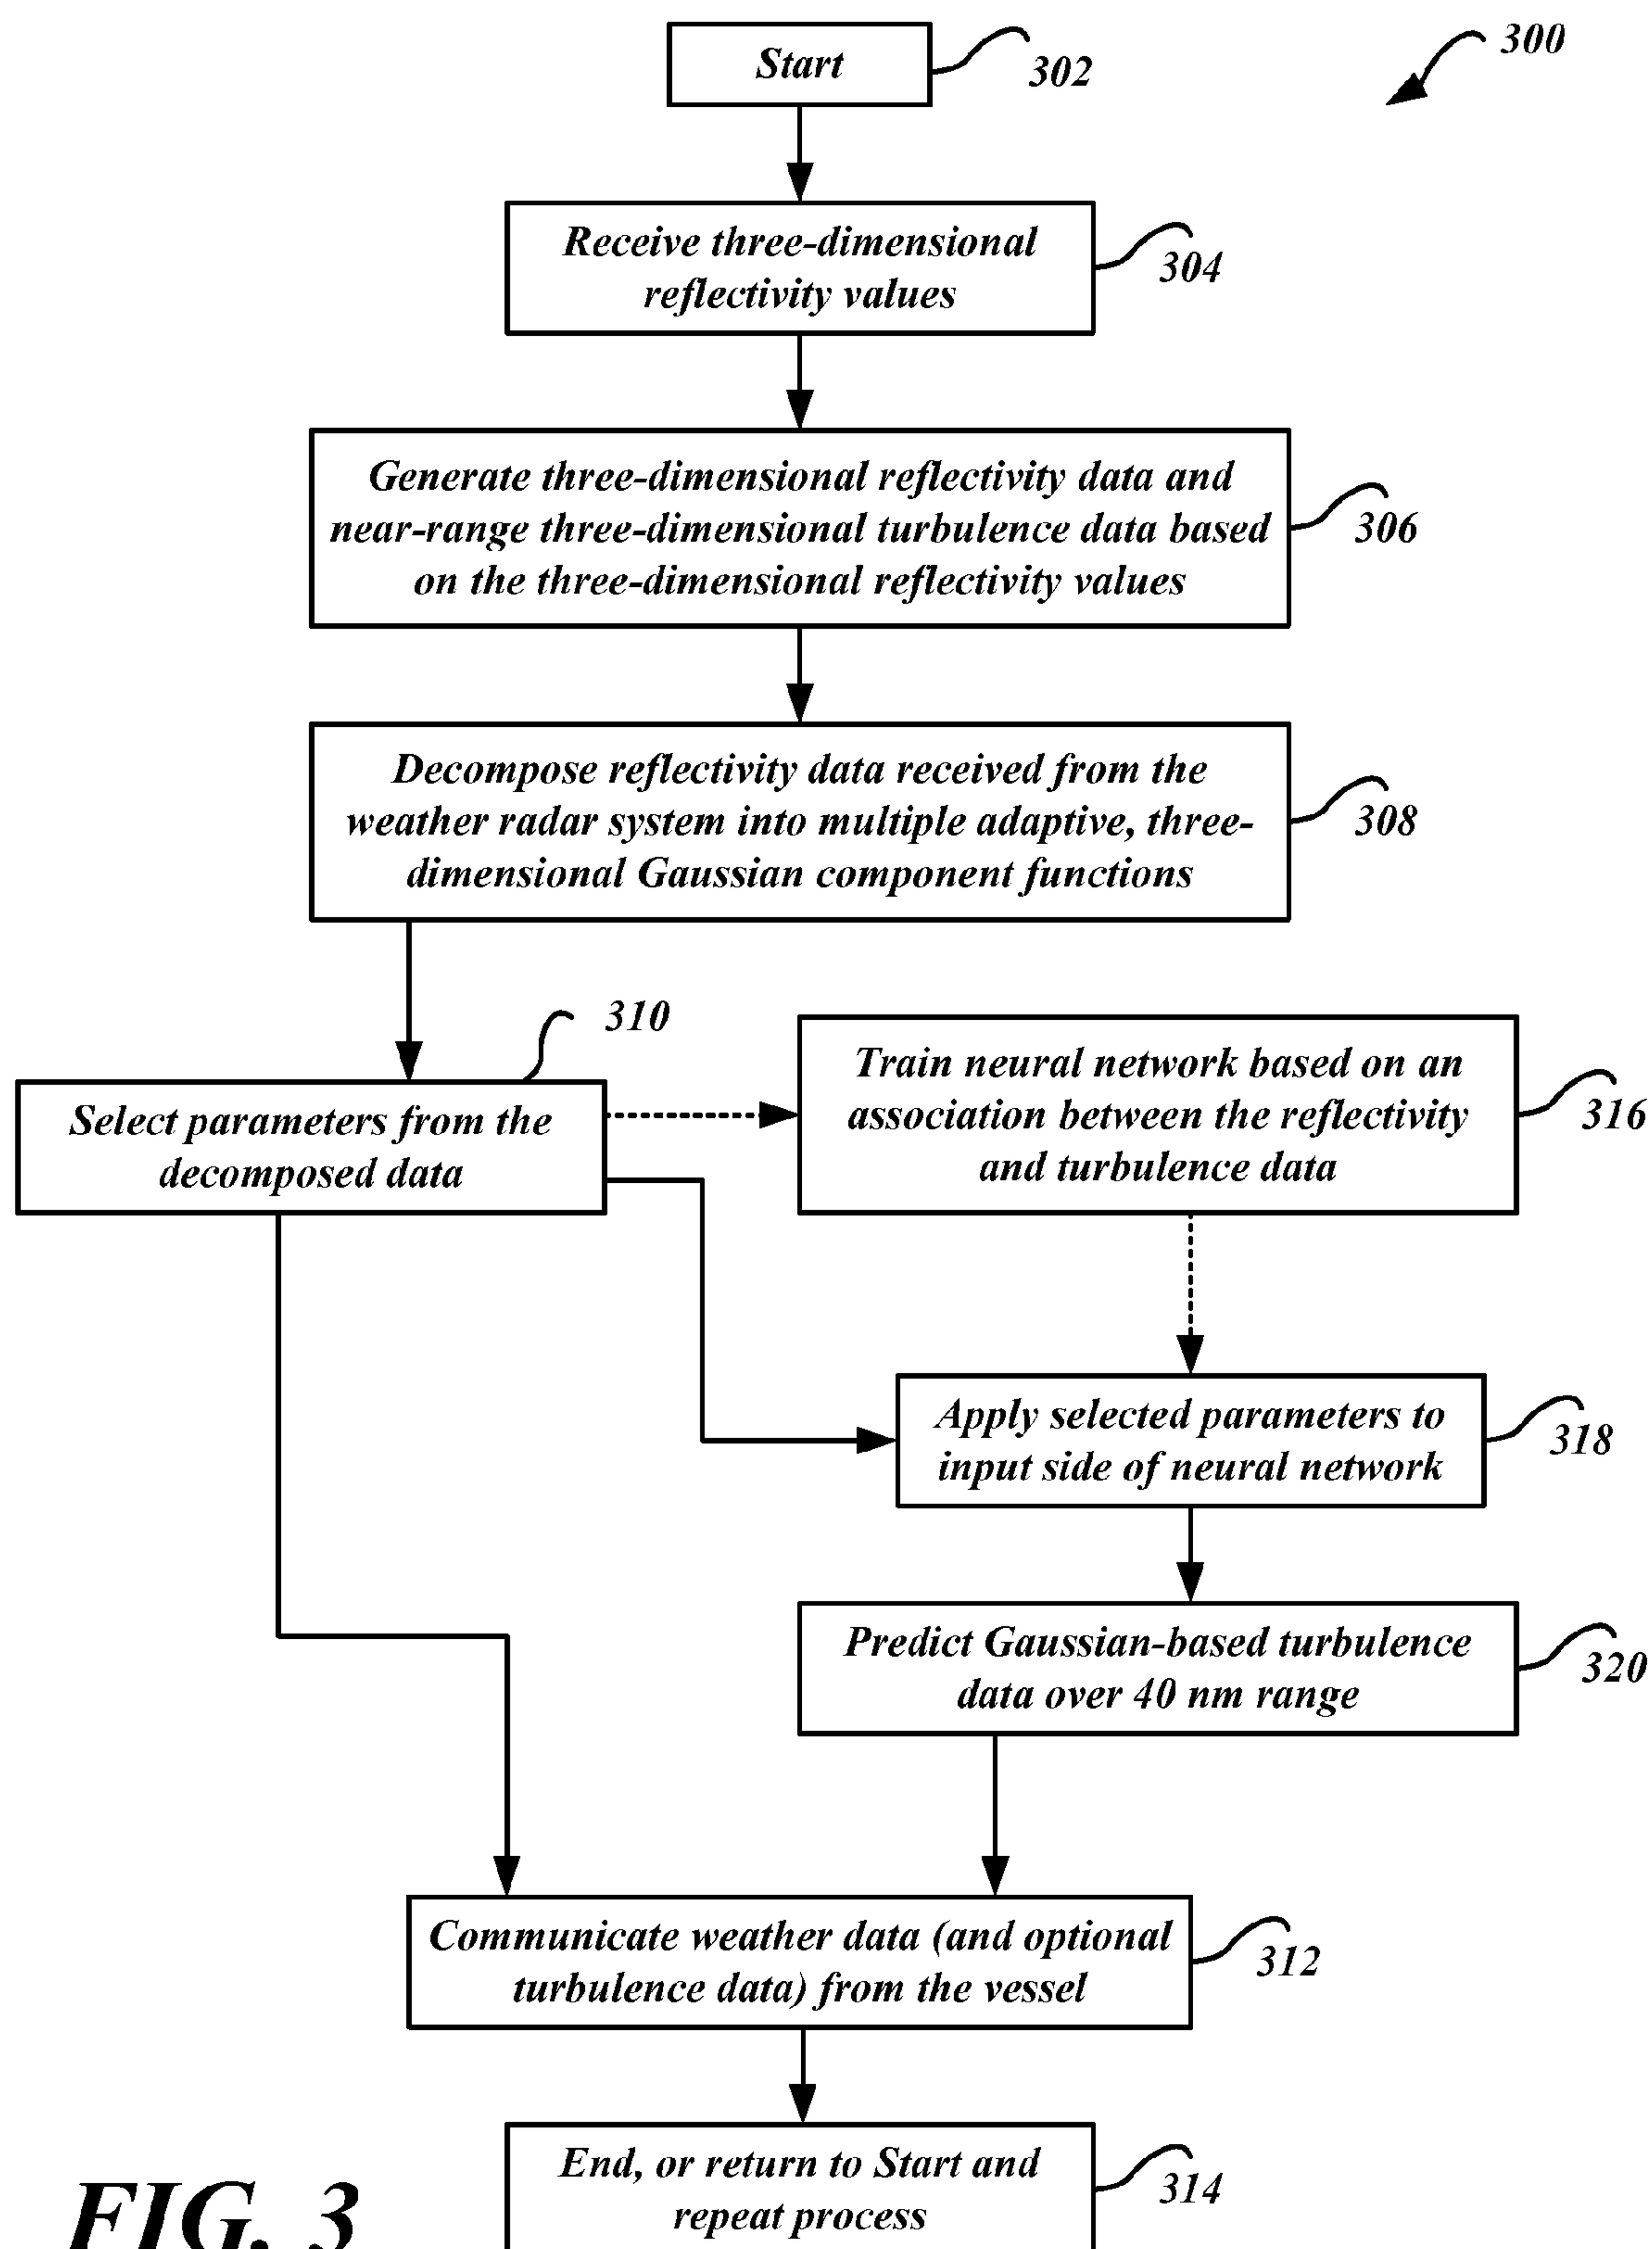 Start
302
300
Receive three-dimensional
reflectivity values
304
Generate three-dimensional reflectivity data and
near-range three-dimensional turbulence data based
on the three-dimensional reflectivity values
306
Decompose reflectivity data received from the
weather radar system into multiple adaptive, three-
dimensional Gaussian component functions
308
310
Select parameters from the
decomposed data
Train neural network based on an
association between the reflectivity
and turbulence data
316
Apply selected parameters to
input side of neural network
318
Predict Gaussian-based turbulence
data over 40 nm range
320
Communicate weather data (and optional
turbulence data) from the vessel
312
End, or return to Start and
repeat process
314
FIG. 3